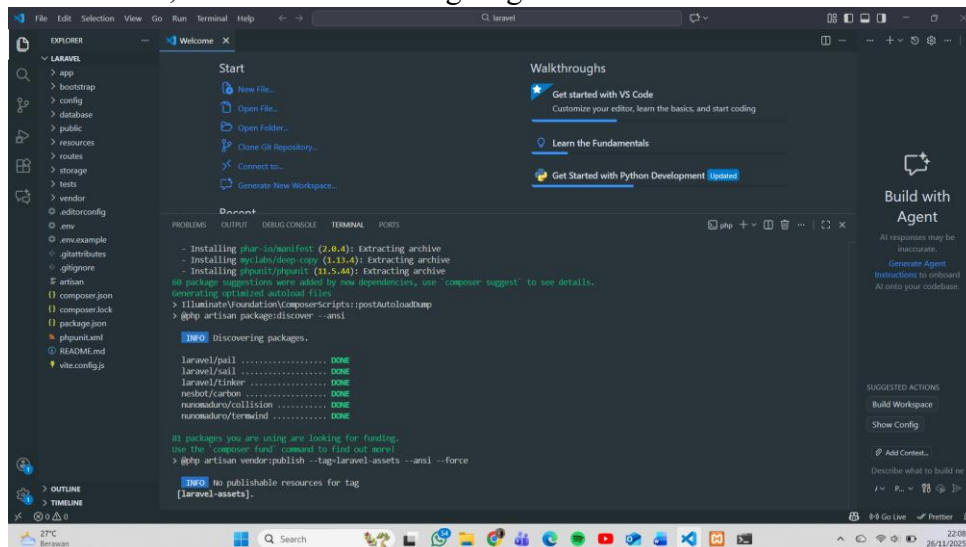 File Edit Selection View Go Run Terminal Help
laravel
EXPLORER
LARAVEL
app
bootstrap
config
database
public
resources
routes
storage
tests
vendor
.editorconfig
.env
.env.example
.gitattributes
.gitignore
artisan
composer.json
composer.lock
package.json
phpunit.xml
README.md
vite.config.js
OUTLINE
TIMELINE
Welcome
Start
New File...
Open File...
Open Folder...
Clone Git Repository...
Connect to...
Generate New Workspace...
Recent
Walkthroughs
Get started with VS Code
Customize your editor, learn the basics, and start coding
Learn the Fundamentals
Get Started with Python Development Updated
PROBLEMS OUTPUT DEBUG CONSOLE TERMINAL PORTS
php
- Installing phar-io/manifest (2.0.4): Extracting archive
- Installing myclabs/deep-copy (1.13.4): Extracting archive
- Installing phpunit/phpunit (11.5.44): Extracting archive
60 package suggestions were added by new dependencies, use `composer suggest` to see details.
Generating optimized autoload files
> Illuminate\Foundation\ComposerScripts::postAutoloadDump
> @php artisan package:discover --ansi
INFO Discovering packages.
laravel/pail ................... DONE
laravel/sail ................... DONE
laravel/tinker ................. DONE
nesbot/carbon .................. DONE
nunomaduro/collision ........... DONE
nunomaduro/termwind ............ DONE
81 packages you are using are looking for funding.
Use the `composer fund` command to find out more!
> @php artisan vendor:publish --tag=laravel-assets --ansi --force
INFO No publishable resources for tag
[laravel-assets].
Build with
Agent
AI responses may be
inaccurate.
Generate Agent
Instructions to onboard
AI onto your codebase.
SUGGESTED ACTIONS
Build Workspace
Show Config
Add Context...
Describe what to build ne
0 0
Go Live Prettier
27°C
Berawan
Search
22:08
26/11/2025